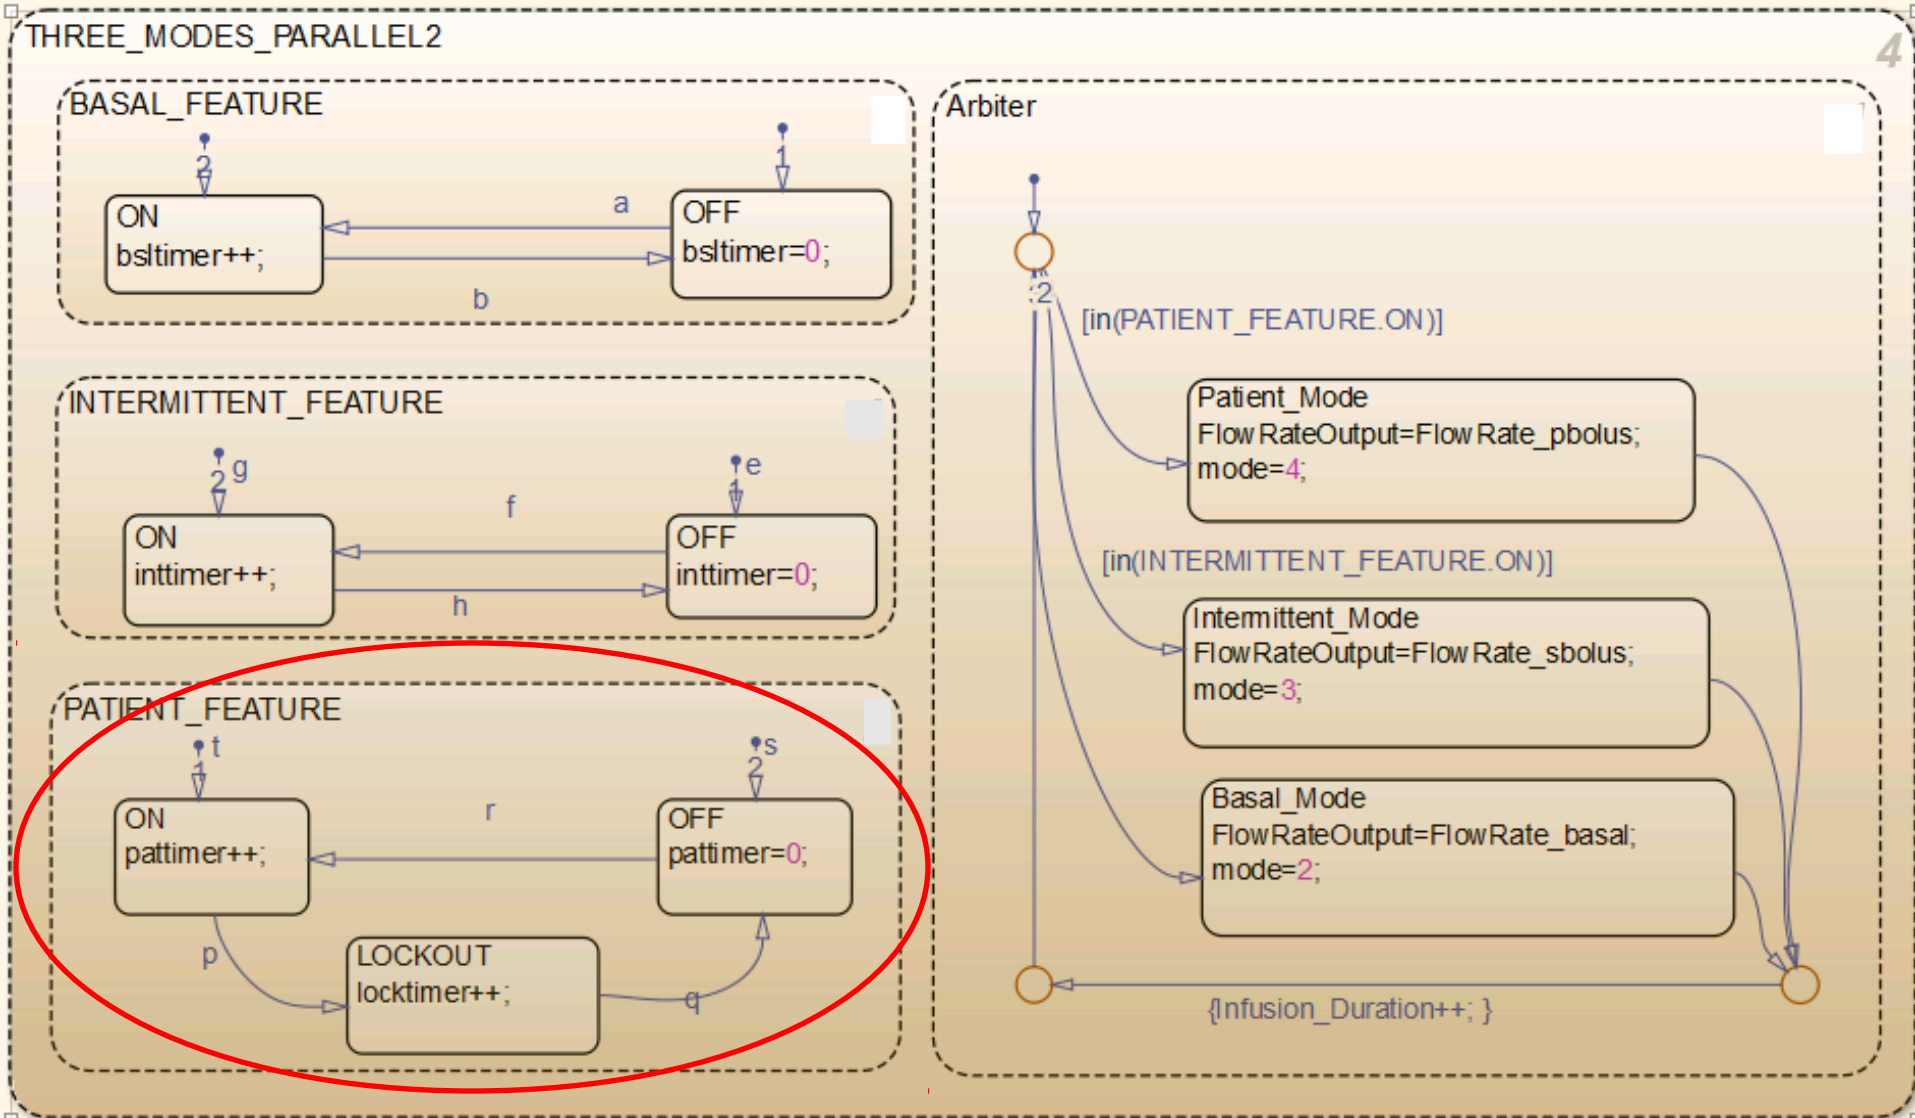 THREE_MODES_PARALLEL2
4
BASAL_FEATURE
2
1
ON
bsltimer++;
a
OFF
bsltimer=0;
b
INTERMITTENT_FEATURE
g
2
e
1
ON
inttimer++;
f
OFF
inttimer=0;
h
PATIENT_FEATURE
t
1
s
2
ON
pattimer++;
r
OFF
pattimer=0;
p
LOCKOUT
locktimer++;
q
Arbiter
2
[in(PATIENT_FEATURE.ON)]
Patient_Mode
FlowRateOutput=FlowRate_pbolus;
mode=4;
[in(INTERMITTENT_FEATURE.ON)]
Intermittent_Mode
FlowRateOutput=FlowRate_sbolus;
mode=3;
Basal_Mode
FlowRateOutput=FlowRate_basal;
mode=2;
{Infusion_Duration++; }